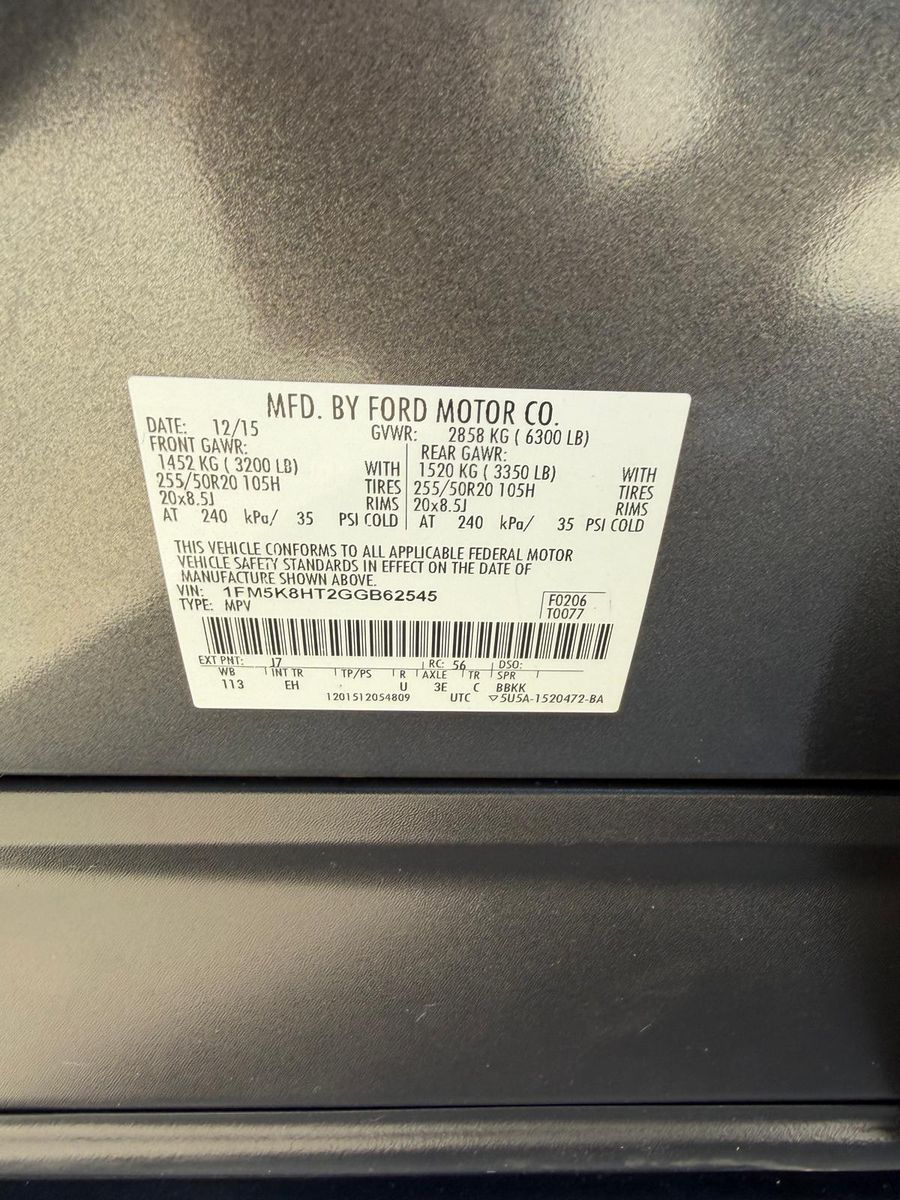 MFD. BY FORD MOTOR CO.
DATE: 12/15 GVWR: 2858 KG ( 6300 LB)
FRONT GAWR: REAR GAWR:
1452 KG ( 3200 LB) WITH 1520 KG ( 3350 LB) WITH
255/50R20 105H TIRES 255/50R20 105H TIRES
20x8.5J RIMS 20x8.5J RIMS
AT 240 kPa/ 35 PSI COLD AT 240 kPa/ 35 PSI COLD
THIS VEHICLE CONFORMS TO ALL APPLICABLE FEDERAL MOTOR
VEHICLE SAFETY STANDARDS IN EFFECT ON THE DATE OF
MANUFACTURE SHOWN ABOVE.
VIN: 1FM5K8HT2GGB62545 F0206
TYPE: MPV T0077
EXT PNT: J7 RC: 56 DSO:
WB INT TR TP/PS R AXLE TR SPR
113 EH U 3E C BBKK
1201512054809 UTC ▽5U5A-1520472-BA